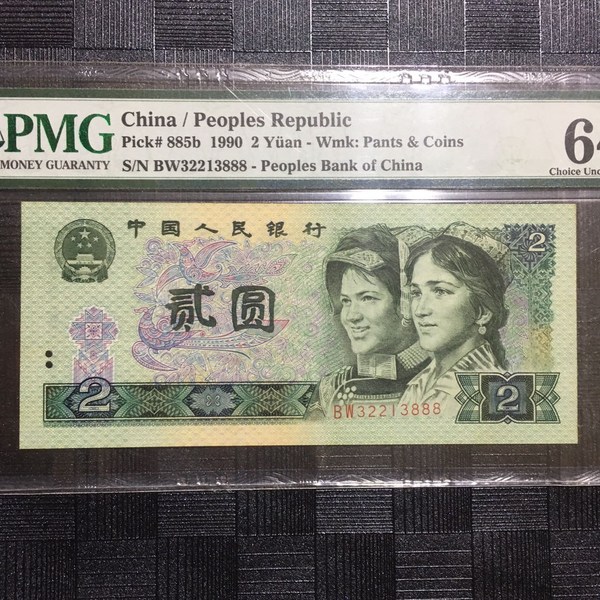 PMG
MONEY GUARANTY
China / Peoples Republic
Pick# 885b 1990 2 Yüan - Wmk: Pants & Coins
S/N BW32213888 - Peoples Bank of China
64
Choice Unc
中国人民银行
贰圆
2
2
2
BW32213888